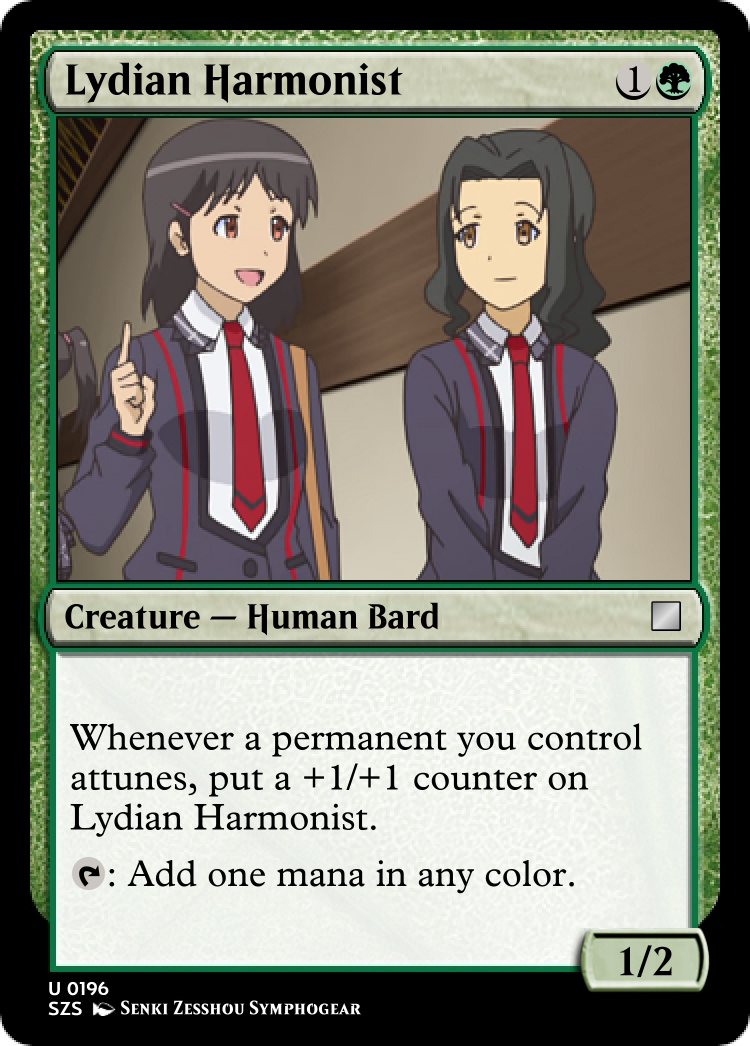 Lydian Harmonist 1
Creature — Human Bard
Whenever a permanent you control
attunes, put a +1/+1 counter on
Lydian Harmonist.
: Add one mana in any color.
1/2
U 0196
SZS Senki Zesshou Symphogear